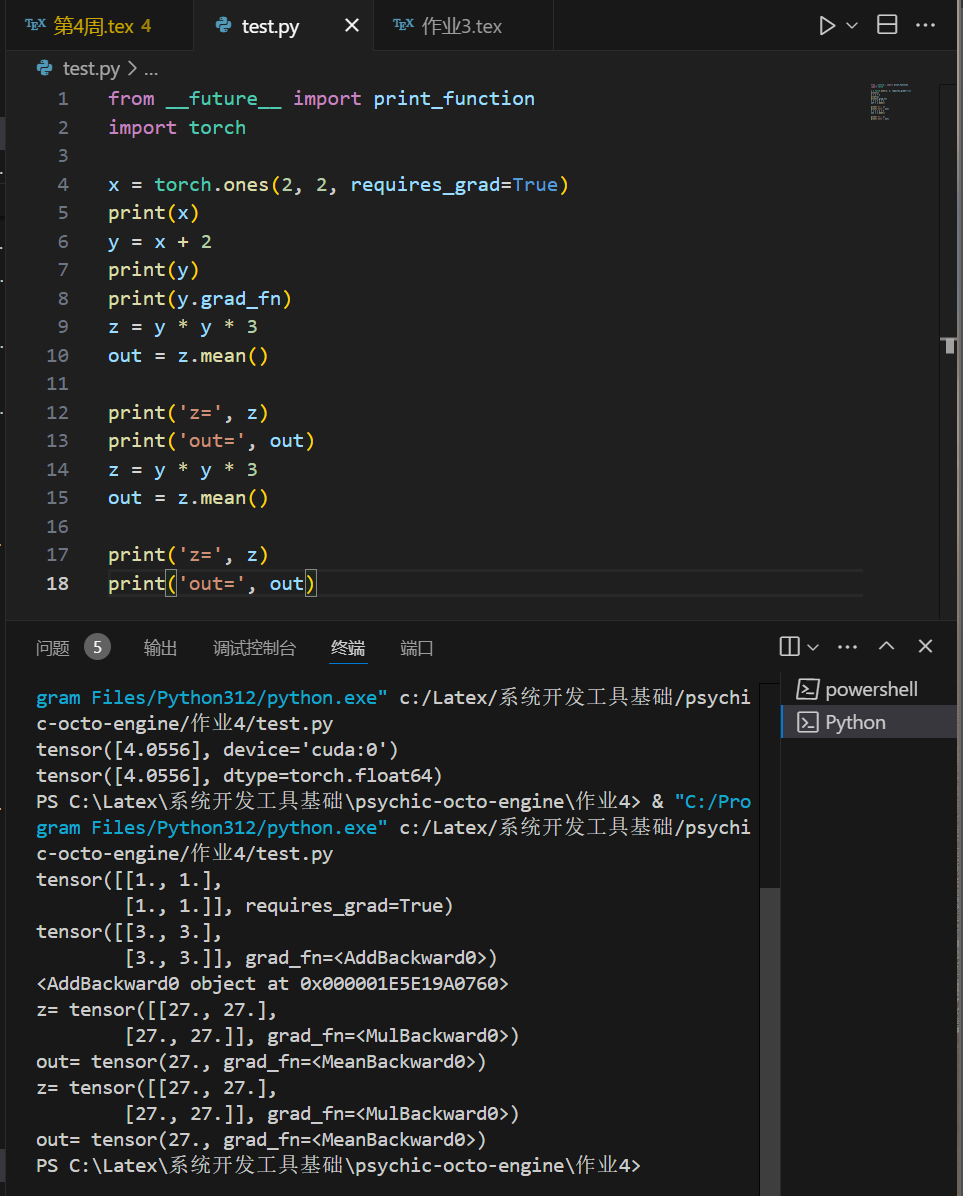 第4周.tex 4
test.py
作业3.tex
test.py > ...
1 from __future__ import print_function
2 import torch
3
4 x = torch.ones(2, 2, requires_grad=True)
5 print(x)
6 y = x + 2
7 print(y)
8 print(y.grad_fn)
9 z = y * y * 3
10 out = z.mean()
11
12 print('z=', z)
13 print('out=', out)
14 z = y * y * 3
15 out = z.mean()
16
17 print('z=', z)
18 print('out=', out)
问题 5 输出 调试控制台 终端 端口
powershell
Python
gram Files/Python312/python.exe" c:/Latex/系统开发工具基础/psychi
c-octo-engine/作业4/test.py
tensor([4.0556], device='cuda:0')
tensor([4.0556], dtype=torch.float64)
PS C:\Latex\系统开发工具基础\psychic-octo-engine\作业4> & "C:/Pro
gram Files/Python312/python.exe" c:/Latex/系统开发工具基础/psychi
c-octo-engine/作业4/test.py
tensor([[1., 1.],
        [1., 1.]], requires_grad=True)
tensor([[3., 3.],
        [3., 3.]], grad_fn=<AddBackward0>)
<AddBackward0 object at 0x000001E5E19A0760>
z= tensor([[27., 27.],
        [27., 27.]], grad_fn=<MulBackward0>)
out= tensor(27., grad_fn=<MeanBackward0>)
z= tensor([[27., 27.],
        [27., 27.]], grad_fn=<MulBackward0>)
out= tensor(27., grad_fn=<MeanBackward0>)
PS C:\Latex\系统开发工具基础\psychic-octo-engine\作业4>